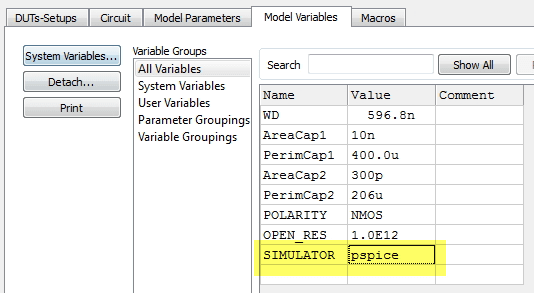 DUTs-Setups Circuit Model Parameters Model Variables Macros
System Variables...
Detach...
Print
Variable Groups
All Variables
System Variables
User Variables
Parameter Groupings
Variable Groupings
Search Show All
Name Value Comment
WD 596.8n
AreaCap1 10n
PerimCap1 400.0u
AreaCap2 300p
PerimCap2 206u
POLARITY NMOS
OPEN_RES 1.0E12
SIMULATOR pspice